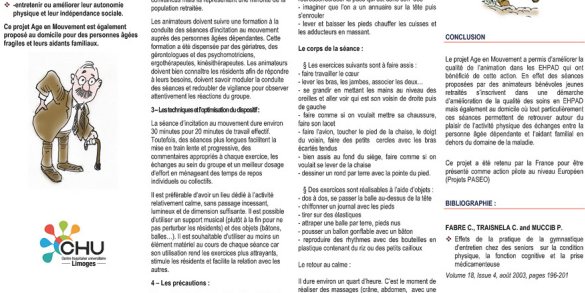 ❖ -entretenir ou améliorer leur autonomie
physique et leur indépendance sociale.
Ce projet Age en Mouvement est également
proposé au domicile pour des personnes âgées
fragiles et leurs aidants familiaux.
CHU
Centre hospitalier universitaire
Limoges
Les animateurs doivent suivre une formation à la
conduite des séances d'incitation au mouvement
auprès des personnes âgées dépendantes. Cette
formation a été dispensée par des gériatres, des
gérontologues et des psychomotriciens,
ergothérapeutes, kinésithérapeutes. Les animateurs
doivent bien connaître les résidents afin de répondre
à leurs besoins, doivent savoir moduler la conduite
des séances et redoubler de vigilance pour observer
attentivement les réactions du groupe.
3 – Les techniques et l'optimisation du dispositif :
La séance d'incitation au mouvement dure environ
30 minutes pour 20 minutes de travail effectif.
Toutefois, des séances plus longues facilitent la
mise en train lente et progressive, des
commentaires appropriés à chaque exercice, les
échanges au sein du groupe et un meilleur dosage
d'effort en ménageant des temps de repos
individuels ou collectifs.
Il est préférable d'avoir un lieu dédié à l'activité
relativement calme, sans passage incessant,
lumineux et de dimension suffisante. Il est possible
d'utiliser un support musical (plutôt à la fin pour ne
pas perturber les résidents) et des objets (bâtons,
balles…). Il est souhaitable d'utiliser au moins un
élément matériel au cours de chaque séance car
son utilisation rend les exercices plus attrayants,
stimule les résidents et facilite la relation avec les
autres.
4 – Les précautions :
- imaginer que l'on a un annuaire sur la tête puis
s'enrouler
- lever et baisser les pieds chauffer les cuisses et
les adducteurs en massant.
Le corps de la séance :
§ Les exercices suivants sont à faire assis :
- faire travailler le cœur
- lever les bras, les jambes, associer les deux…
- se grandir en mettant les mains au niveau des
oreilles et aller voir qui est son voisin de droite puis
de gauche
- faire comme si on voulait mettre sa chaussure,
faire son lacet
- faire l'avion, toucher le pied de la chaise, le doigt
du voisin, faire des petits cercles avec les bras
écartés tendus
- bien assis au fond du siège, faire comme si on
voulait se lever de la chaise
- dessiner un rond par terre avec la pointe du pied.
§ Des exercices sont réalisables à l'aide d'objets :
- dos à dos, se passer la balle au-dessus de la tête
- chiffonner un journal avec les pieds
- tirer sur des élastiques
- attraper une balle par terre, pieds nus
- pousser un ballon gonflable avec un bâton
- reproduire des rythmes avec des bouteilles en
plastique contenant du riz ou des petits cailloux
Le retour au calme :
Il dure environ un quart d'heure. C'est le moment de
réaliser des massages (crâne, abdomen, avec une
CONCLUSION
Le projet Age en Mouvement a permis d'améliorer la
qualité de l'animation dans les EHPAD qui ont
bénéficié de cette action. En effet des séances
proposées par des animateurs bénévoles jeunes
retraités s'inscrivent dans une démarche
d'amélioration de la qualité des soins en EHPAD
mais également au domicile où tout particulièrement
ces séances permettent de retrouver autour du
plaisir de l'activité physique des échanges entre la
personne âgée dépendante et l'aidant familial en
dehors du domaine de la maladie.
Ce projet a été retenu par la France pour être
présenté comme action pilote au niveau Européen
(Projets PASEO)
BIBLIOGRAPHIE :
FABRE C., TRAISNELA C. and MUCCIB P.
❖ Effets de la pratique de la gymnastique
d'entretien chez des seniors sur la condition
physique, la fonction cognitive et la prise
médicamenteuse
Volume 18, Issue 4, août 2003, pages 196-201